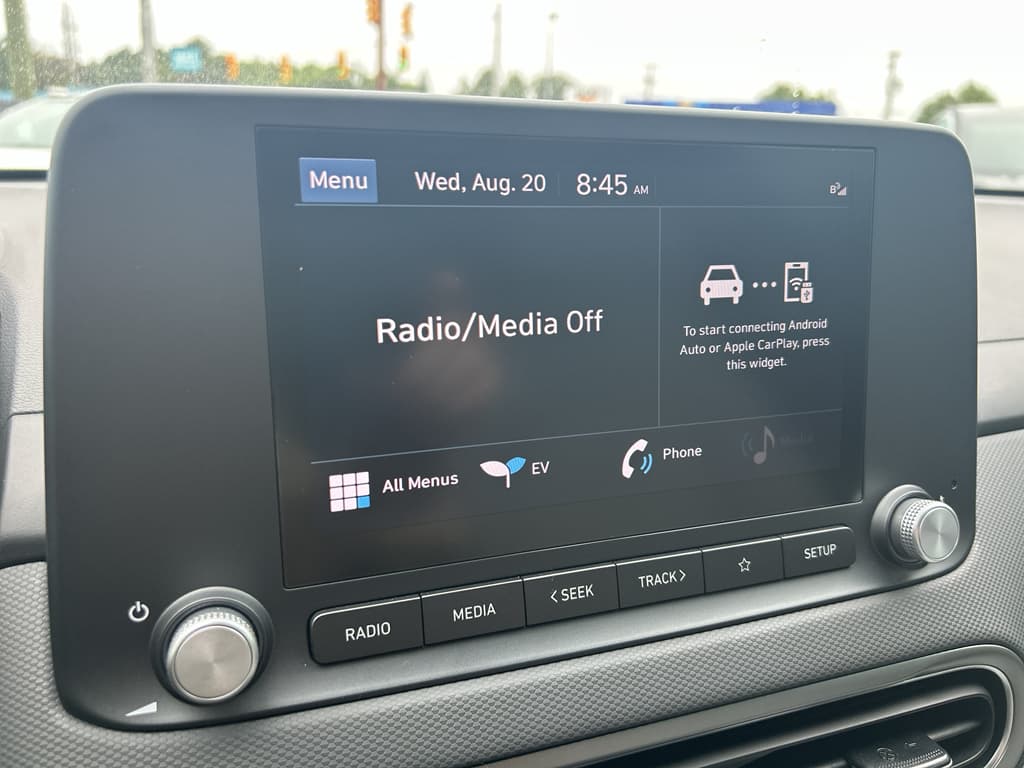 Menu
Wed, Aug. 20
8:45 AM
Radio/Media Off
To start connecting Android
Auto or Apple CarPlay, press
this widget.
All Menus
EV
Phone
RADIO
MEDIA
< SEEK
TRACK >
SETUP